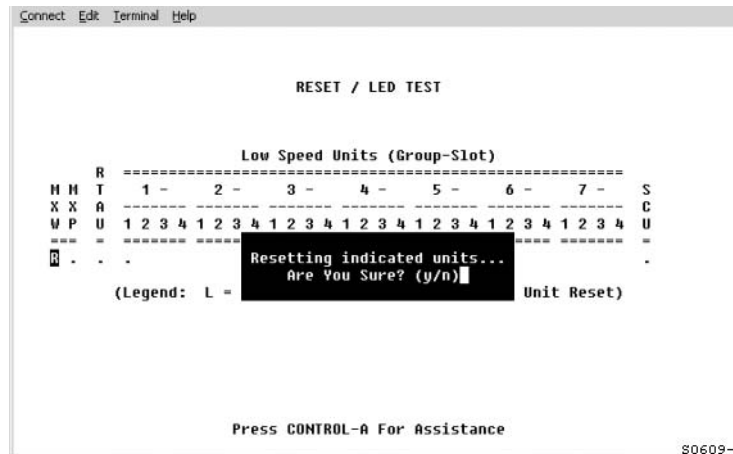 Connect Edit Terminal Help
RESET / LED TEST
Low Speed Units (Group-Slot)
R =======================================================
M M T 1 - 2 - 3 - 4 - 5 - 6 - 7 - S
X X A ------- ------- ------- ------- ------- ------- ------- C
W P U 1 2 3 4 1 2 3 4 1 2 3 4 1 2 3 4 1 2 3 4 1 2 3 4 1 2 3 4 U
=== = ======= ======= ======= =
R . . . Resetting indicated units... .
Are You Sure? (y/n)
(Legend: L = Unit Reset)
Press CONTROL-A For Assistance
S0609-